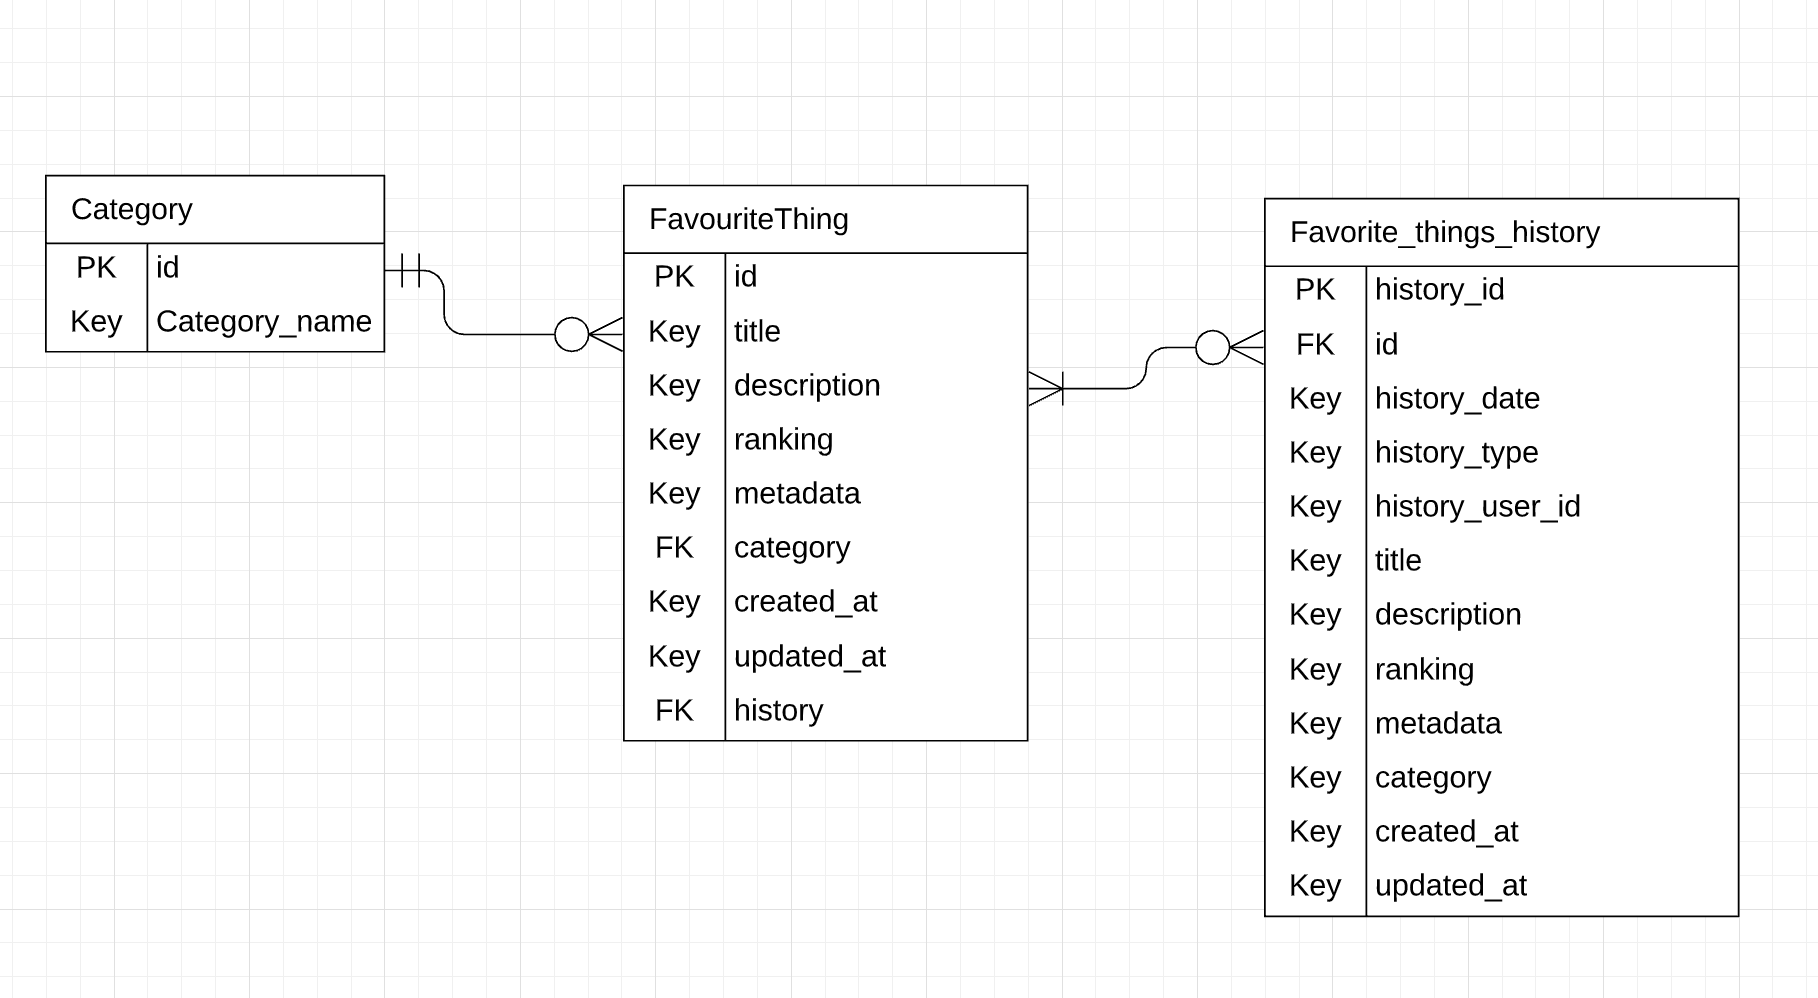 Category
PK id
Key Category_name
FavouriteThing
PK id
Key title
Key description
Key ranking
Key metadata
FK category
Key created_at
Key updated_at
FK history
Favorite_things_history
PK history_id
FK id
Key history_date
Key history_type
Key history_user_id
Key title
Key description
Key ranking
Key metadata
Key category
Key created_at
Key updated_at